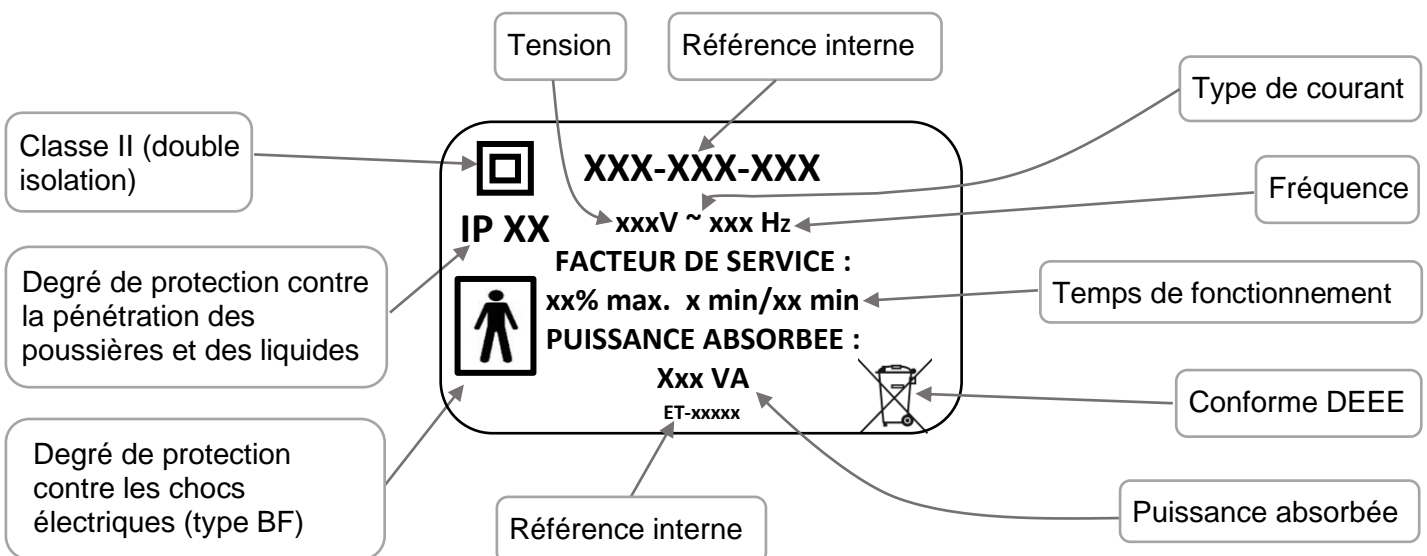 Tension
Référence interne
Type de courant
Classe II (double
isolation)
XXX-XXX-XXX
Fréquence
IP XX
xxxV ~ xxx Hz
FACTEUR DE SERVICE :
Degré de protection contre
la pénétration des
poussières et des liquides
xx% max. x min/xx min
Temps de fonctionnement
PUISSANCE ABSORBEE :
Xxx VA
ET-xxxxx
Conforme DEEE
Degré de protection
contre les chocs
électriques (type BF)
Référence interne
Puissance absorbée